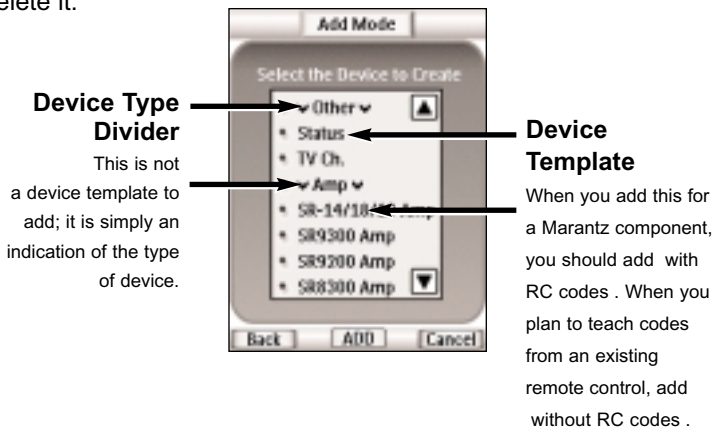 elete it.
Add Mode
Select the Device to Create
Other
Status
TV Ch.
Amp
SR-14/18/ Amp
SR9300 Amp
SR9200 Amp
SR8300 Amp
Back
ADD
Cancel
Device Type
Divider
This is not
a device template to
add; it is simply an
indication of the type
of device.
Device
Template
When you add this for
a Marantz component,
you should add with
RC codes . When you
plan to teach codes
from an existing
remote control, add
without RC codes .